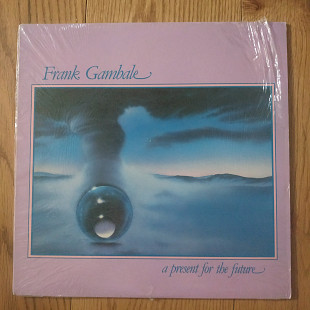 Frank Gambale
a present for the future